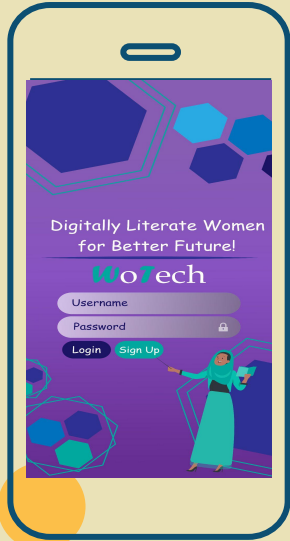 Digitally Literate Women
for Better Future!
WoTech
Username
Password
Login Sign Up